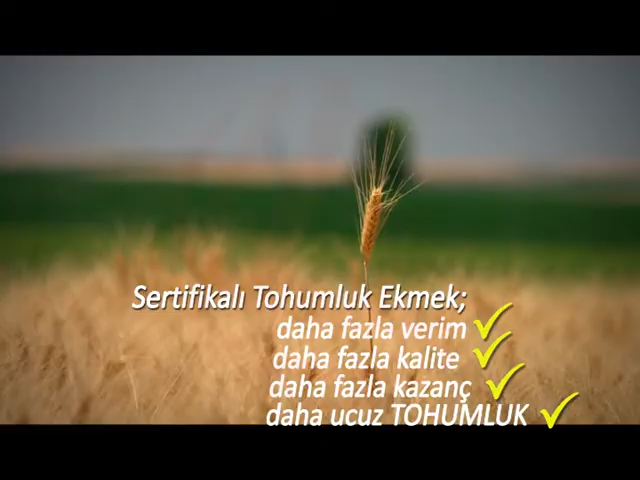 Sertifikalı Tohumluk Ekmek;
daha fazla verim
daha fazla kalite
daha fazla kazanç
daha ucuz TOHUMLUK